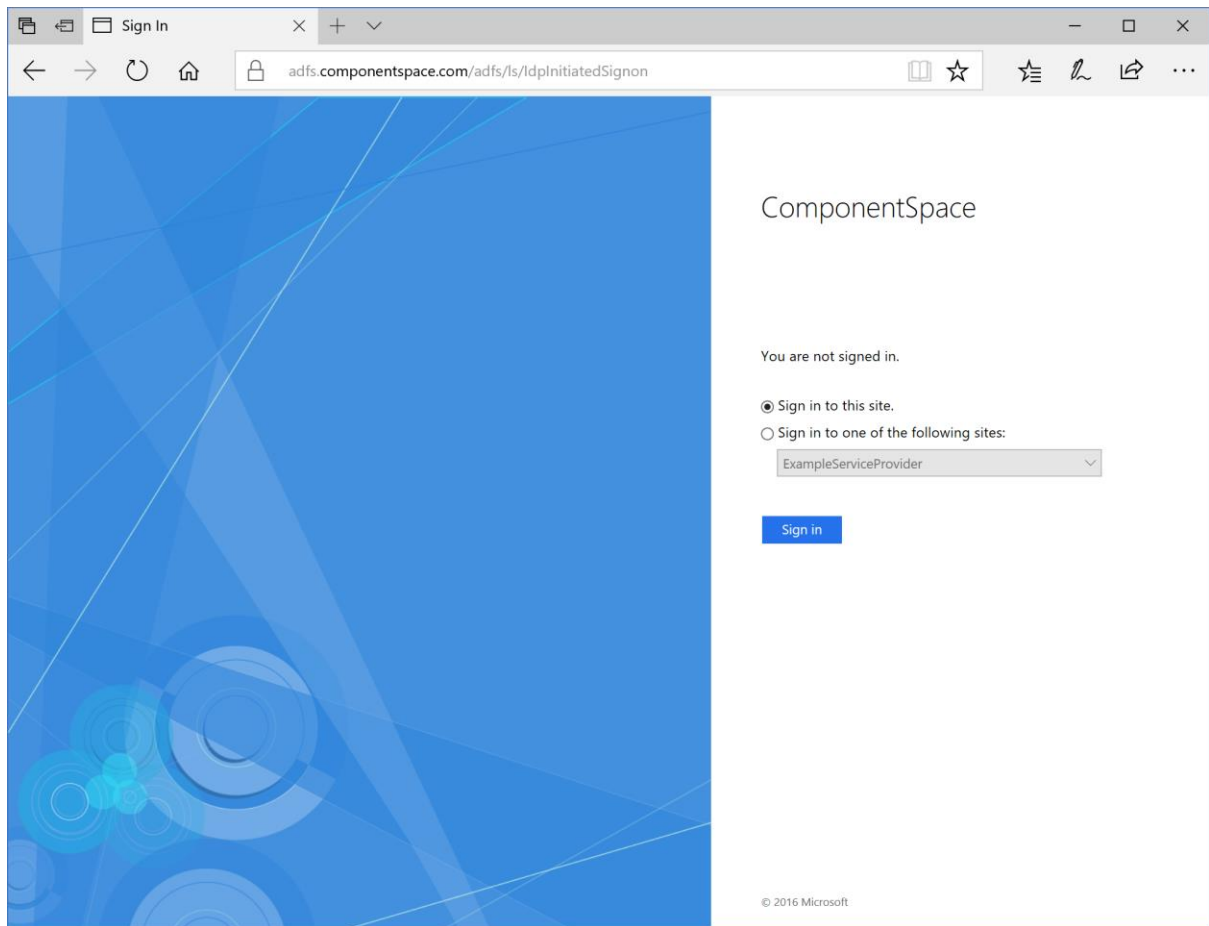 Sign In
adfs.componentspace.com/adfs/ls/IdpInitiatedSignon
ComponentSpace
You are not signed in.
Sign in to this site.
Sign in to one of the following sites:
ExampleServiceProvider
Sign in
© 2016 Microsoft